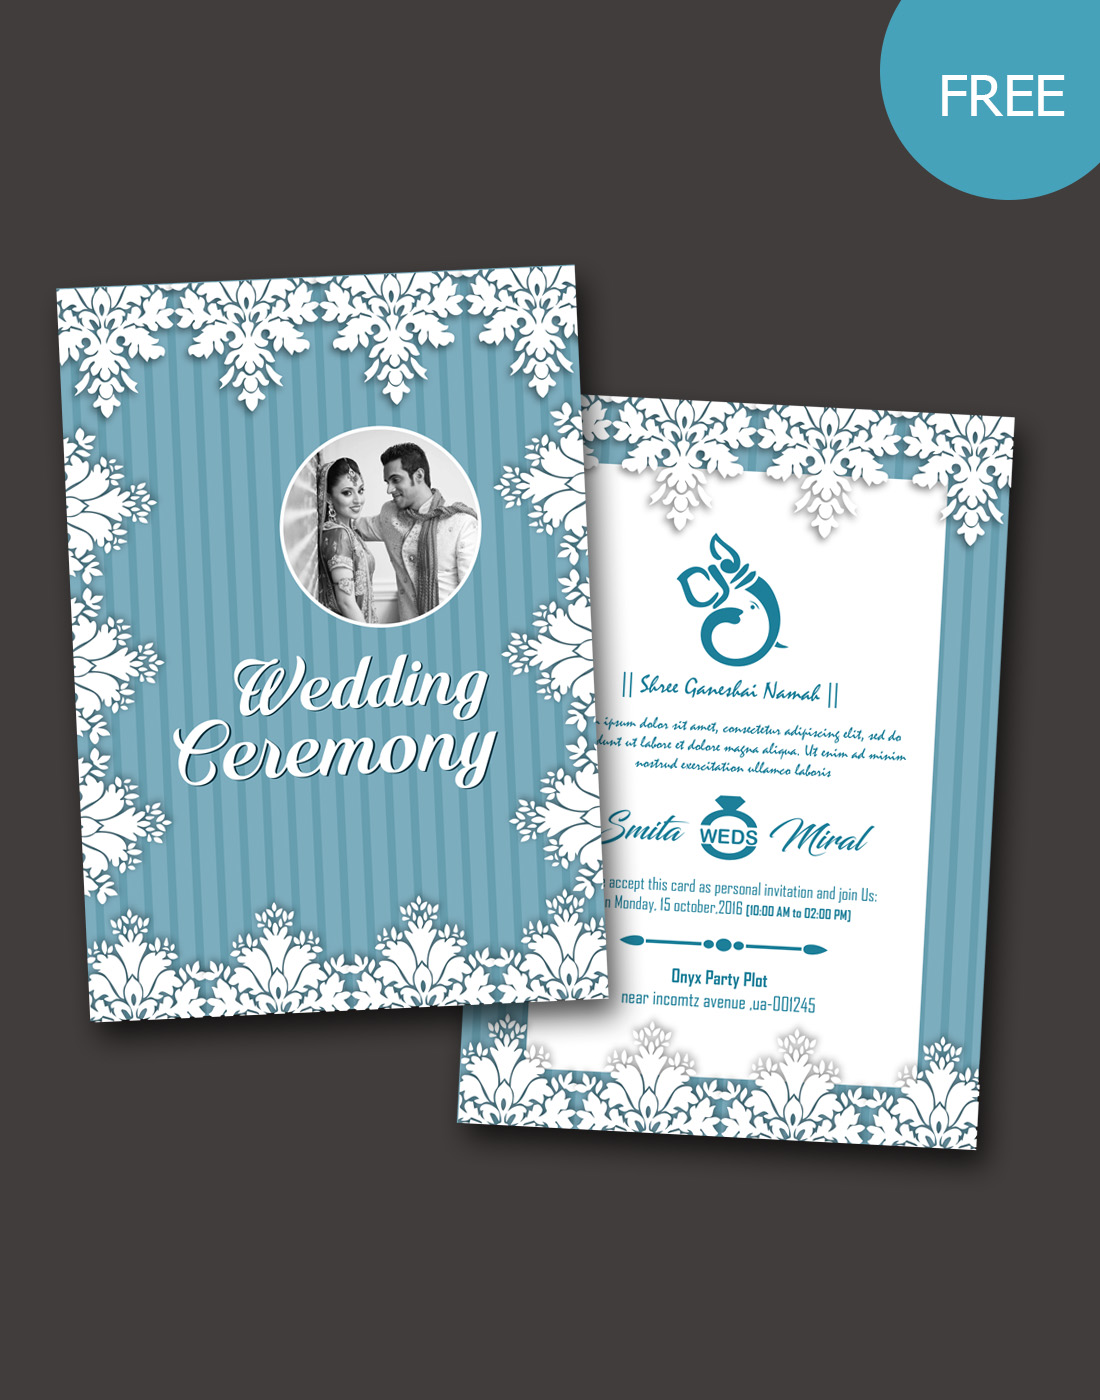 FREE
Wedding
Ceremony
|| Shree Ganeshai Namah ||
ipsum dolor sit amet, consectetur adipiscing elit, sed do
dunt ut labore et dolore magna aliqua. Ut enim ad minim
nostrud exercitation ullamco laboris
Smita WEDS Miral
accept this card as personal invitation and join Us:
n Monday, 15 october,2016 [10:00 AM to 02:00 PM]
Onyx Party Plot
near incomtz avenue ,ua-001245